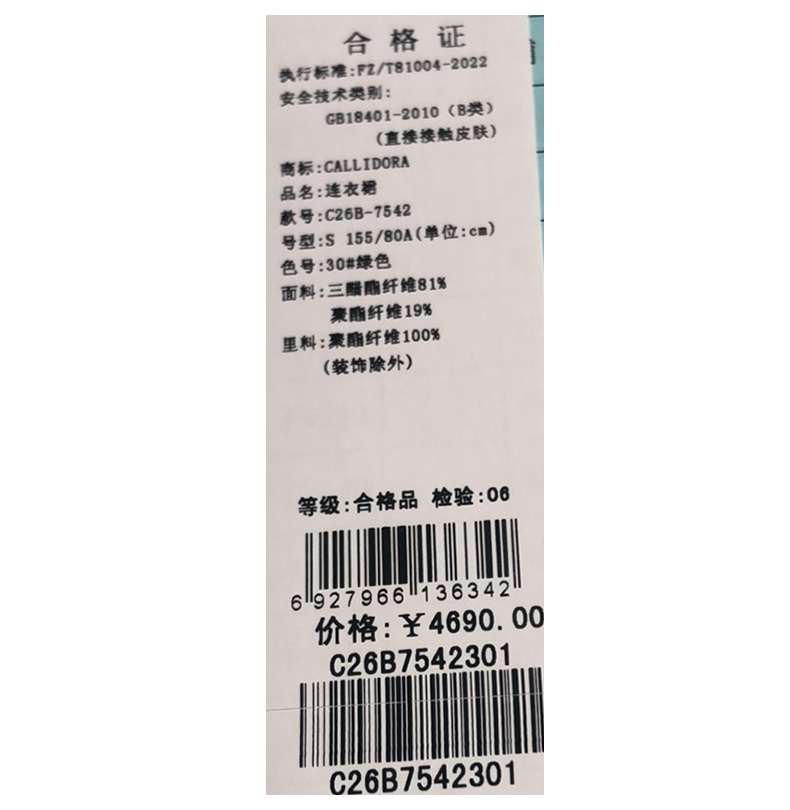 合格证
执行标准:FZ/T81004-2022
安全技术类别:
GB18401-2010（B类）
(直接接触皮肤)
商标:CALLIDORA
品名:连衣裙
款号:C26B-7542
号型:S 155/80A(单位:cm)
色号:30#绿色
面料:三醋酯纤维81%
聚酯纤维19%
里料:聚酯纤维100%
(装饰除外)
等级:合格品 检验:06
6 927966 136342
价格:￥4690.00
C26B7542301
C26B7542301